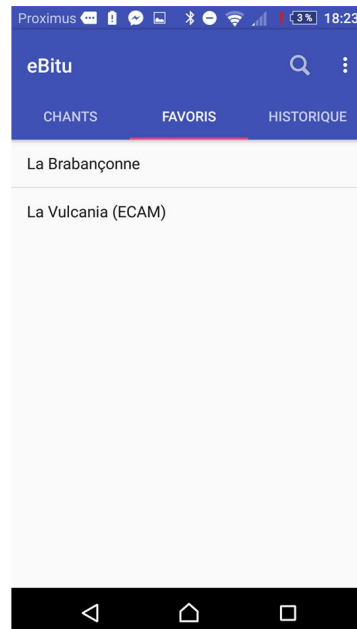 Proximus 3% 18:23
eBitu
CHANTS FAVORIS HISTORIQUE
La Brabançonne
La Vulcania (ECAM)